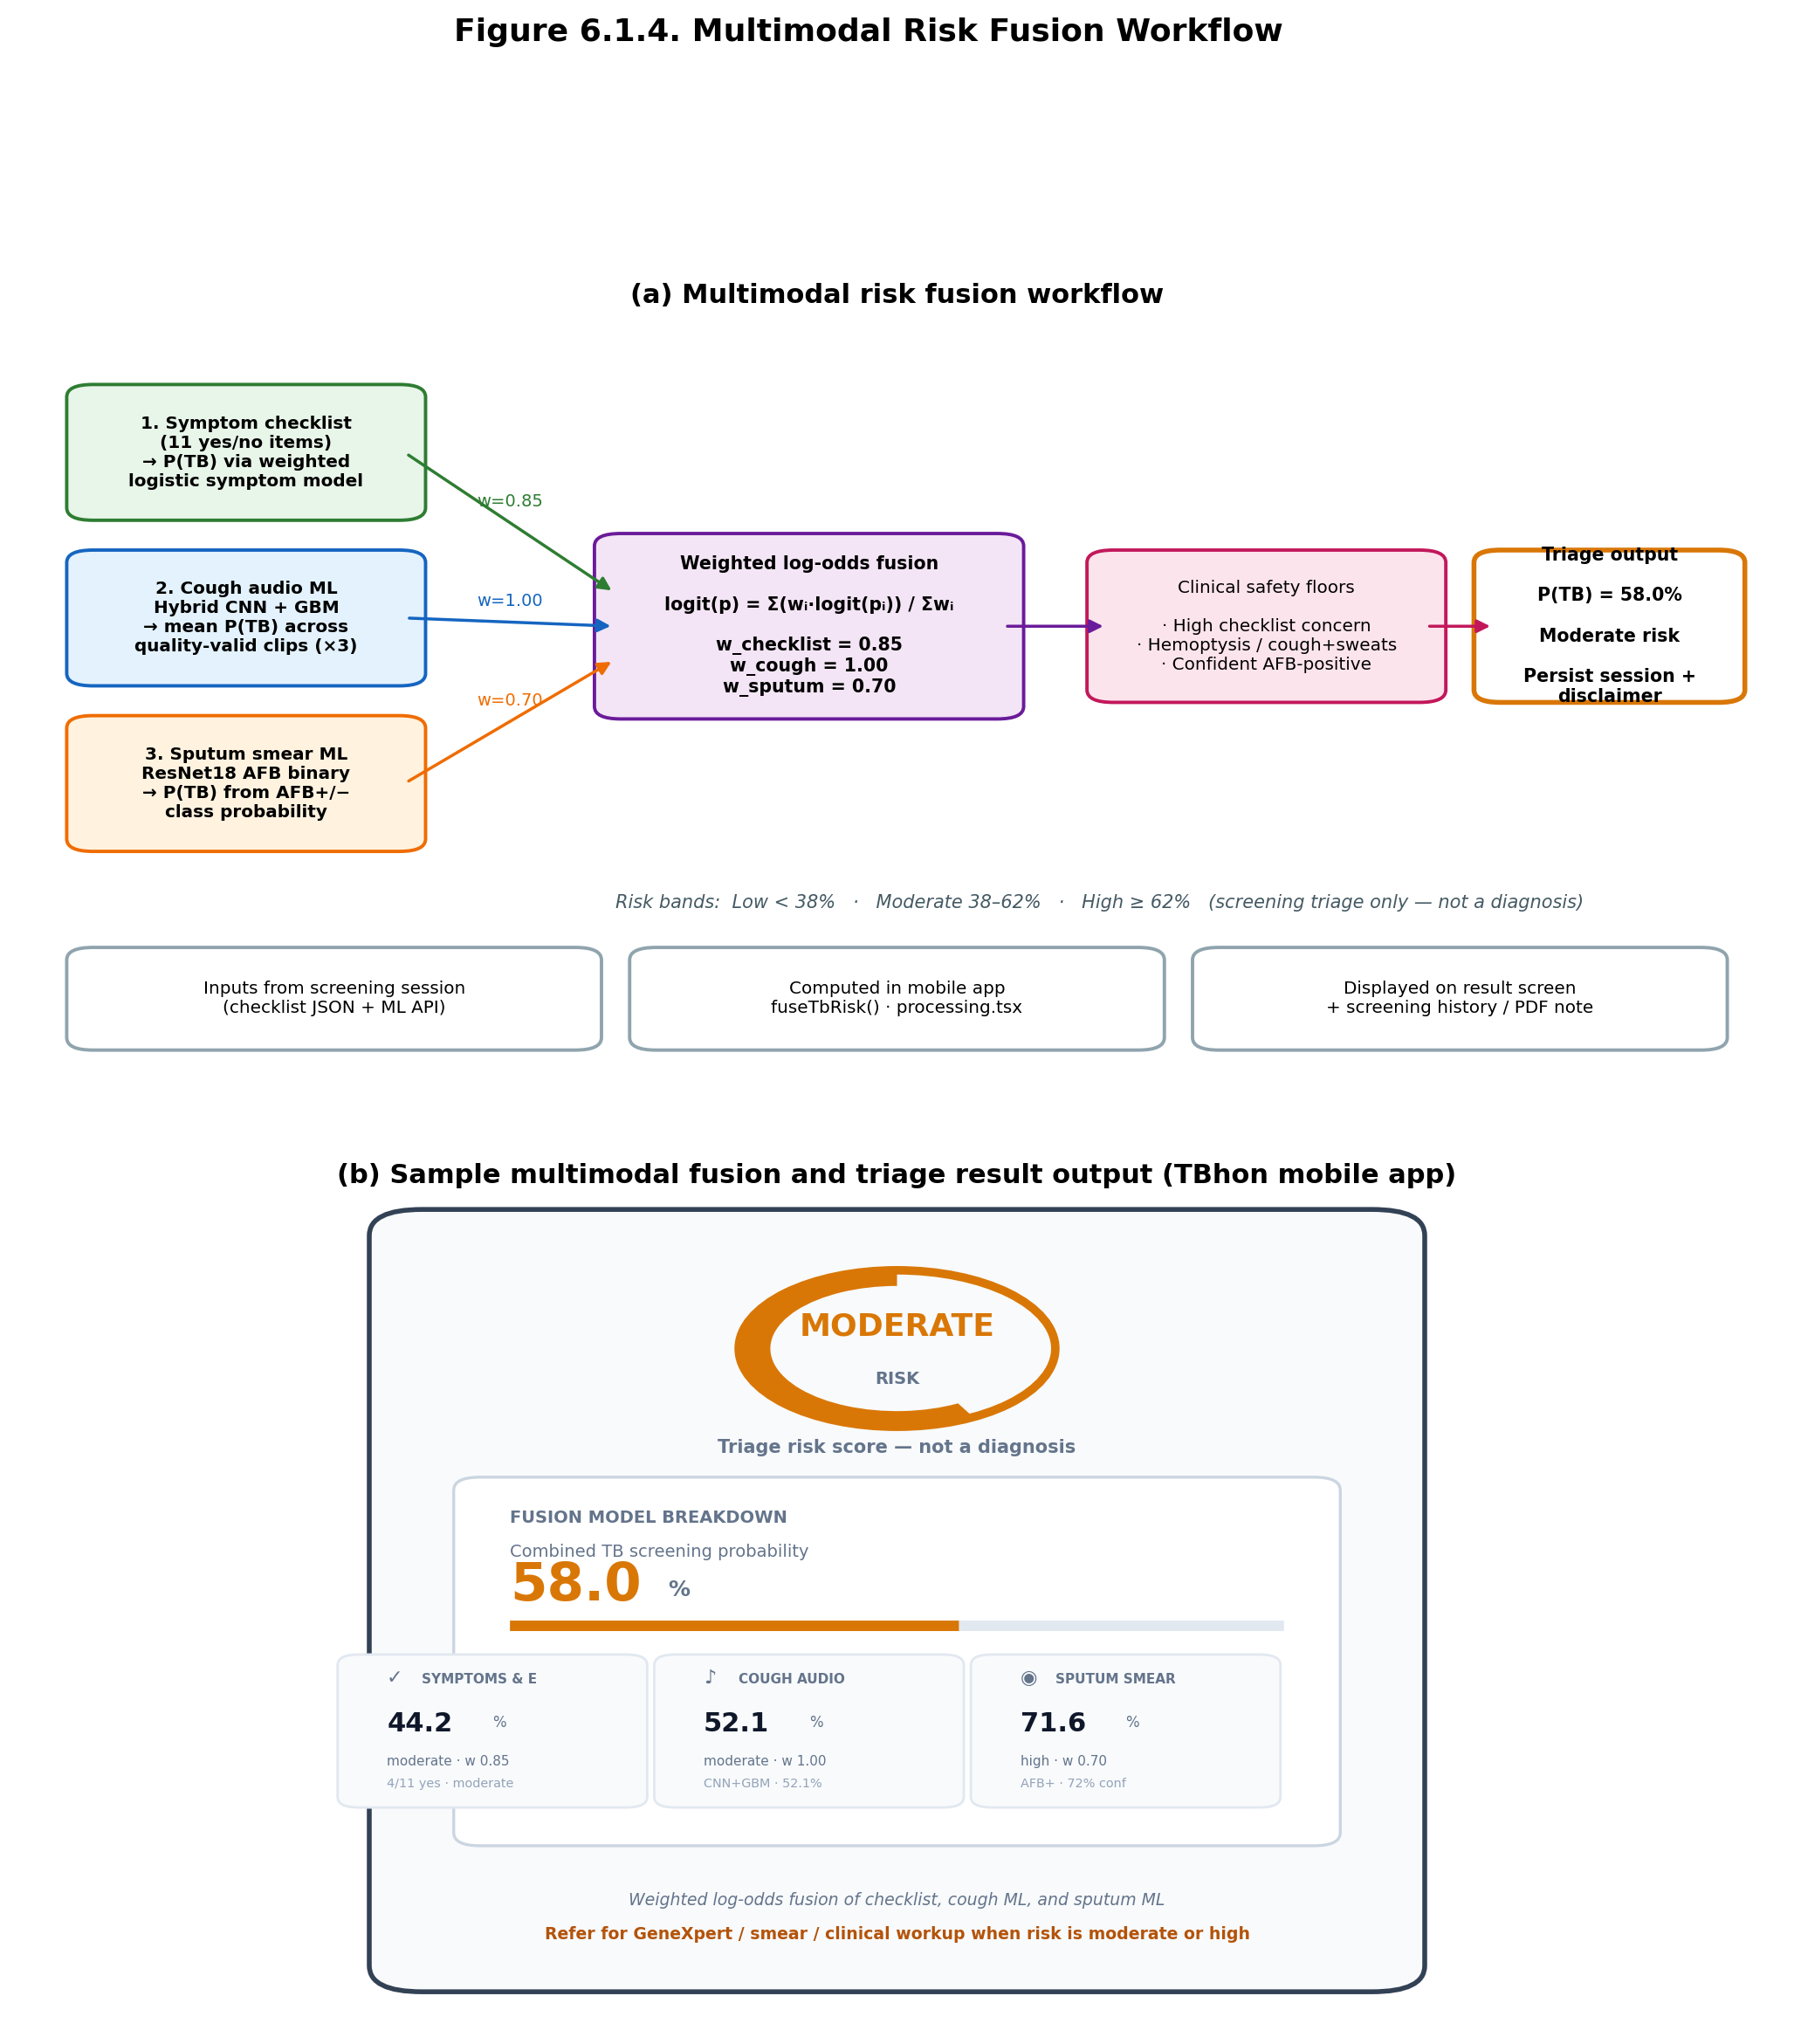 Figure 6.1.4. Multimodal Risk Fusion Workflow
(a) Multimodal risk fusion workflow
1. Symptom checklist
(11 yes/no items)
→ P(TB) via weighted
logistic symptom model
w=0.85
2. Cough audio ML
Hybrid CNN + GBM
→ mean P(TB) across
quality-valid clips (×3)
w=1.00
3. Sputum smear ML
ResNet18 AFB binary
→ P(TB) from AFB+/−
class probability
w=0.70
Weighted log-odds fusion
logit(p) = Σ(wᵢ·logit(pᵢ)) / Σwᵢ
w_checklist = 0.85
w_cough = 1.00
w_sputum = 0.70
Clinical safety floors
· High checklist concern
· Hemoptysis / cough+sweats
· Confident AFB-positive
Triage output
P(TB) = 58.0%
Moderate risk
Persist session +
disclaimer
Risk bands:  Low < 38%   ·   Moderate 38–62%   ·   High ≥ 62%   (screening triage only — not a diagnosis)
Inputs from screening session
(checklist JSON + ML API)
Computed in mobile app
fuseTbRisk() · processing.tsx
Displayed on result screen
+ screening history / PDF note
(b) Sample multimodal fusion and triage result output (TBhon mobile app)
MODERATE
RISK
Triage risk score — not a diagnosis
FUSION MODEL BREAKDOWN
Combined TB screening probability
58.0 %
✓ SYMPTOMS & E
44.2 %
moderate · w 0.85
4/11 yes · moderate
♪ COUGH AUDIO
52.1 %
moderate · w 1.00
CNN+GBM · 52.1%
◉ SPUTUM SMEAR
71.6 %
high · w 0.70
AFB+ · 72% conf
Weighted log-odds fusion of checklist, cough ML, and sputum ML
Refer for GeneXpert / smear / clinical workup when risk is moderate or high